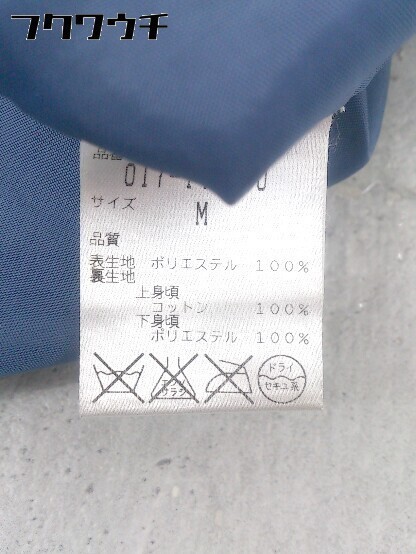 フクワウチ
サイズ
M
品質
表生地 ポリエステル 100%
裏生地
上身頃
コットン 100%
下身頃
ポリエステル 100%
ドライ
セキユ系